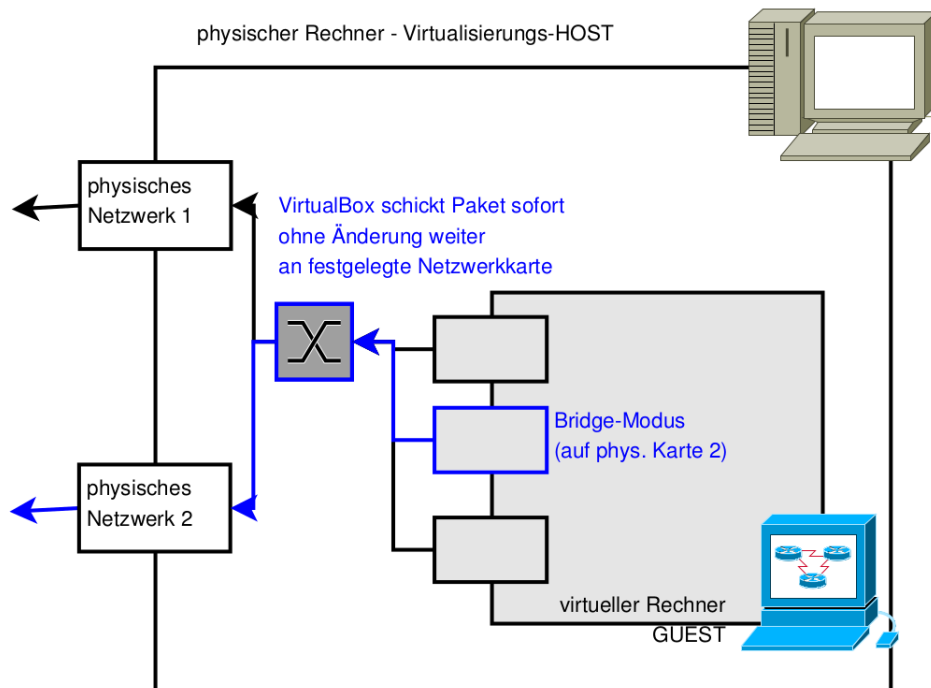 physischer Rechner - Virtualisierungs-HOST
physisches
Netzwerk 1
VirtualBox schickt Paket sofort
ohne Änderung weiter
an festgelegte Netzwerkkarte
Bridge-Modus
(auf phys. Karte 2)
physisches
Netzwerk 2
virtueller Rechner
GUEST